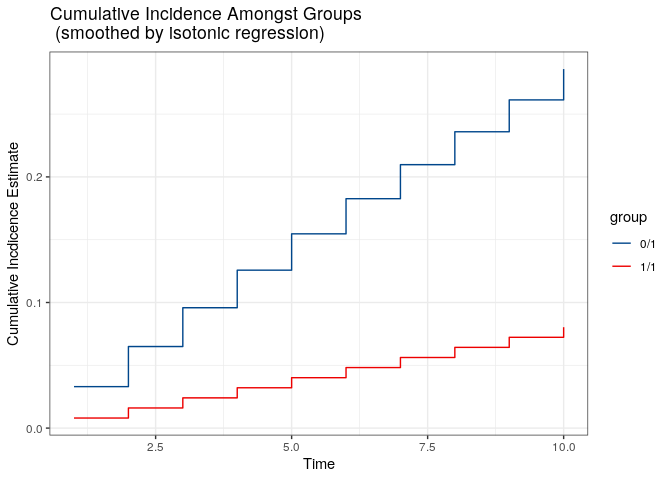 Cumulative Incidence Amongst Groups
(smoothed by isotonic regression)
Cumulative Incdicence Estimate
0.2
0.1
0.0
2.5
5.0
7.5
10.0
Time
group
0/1
1/1